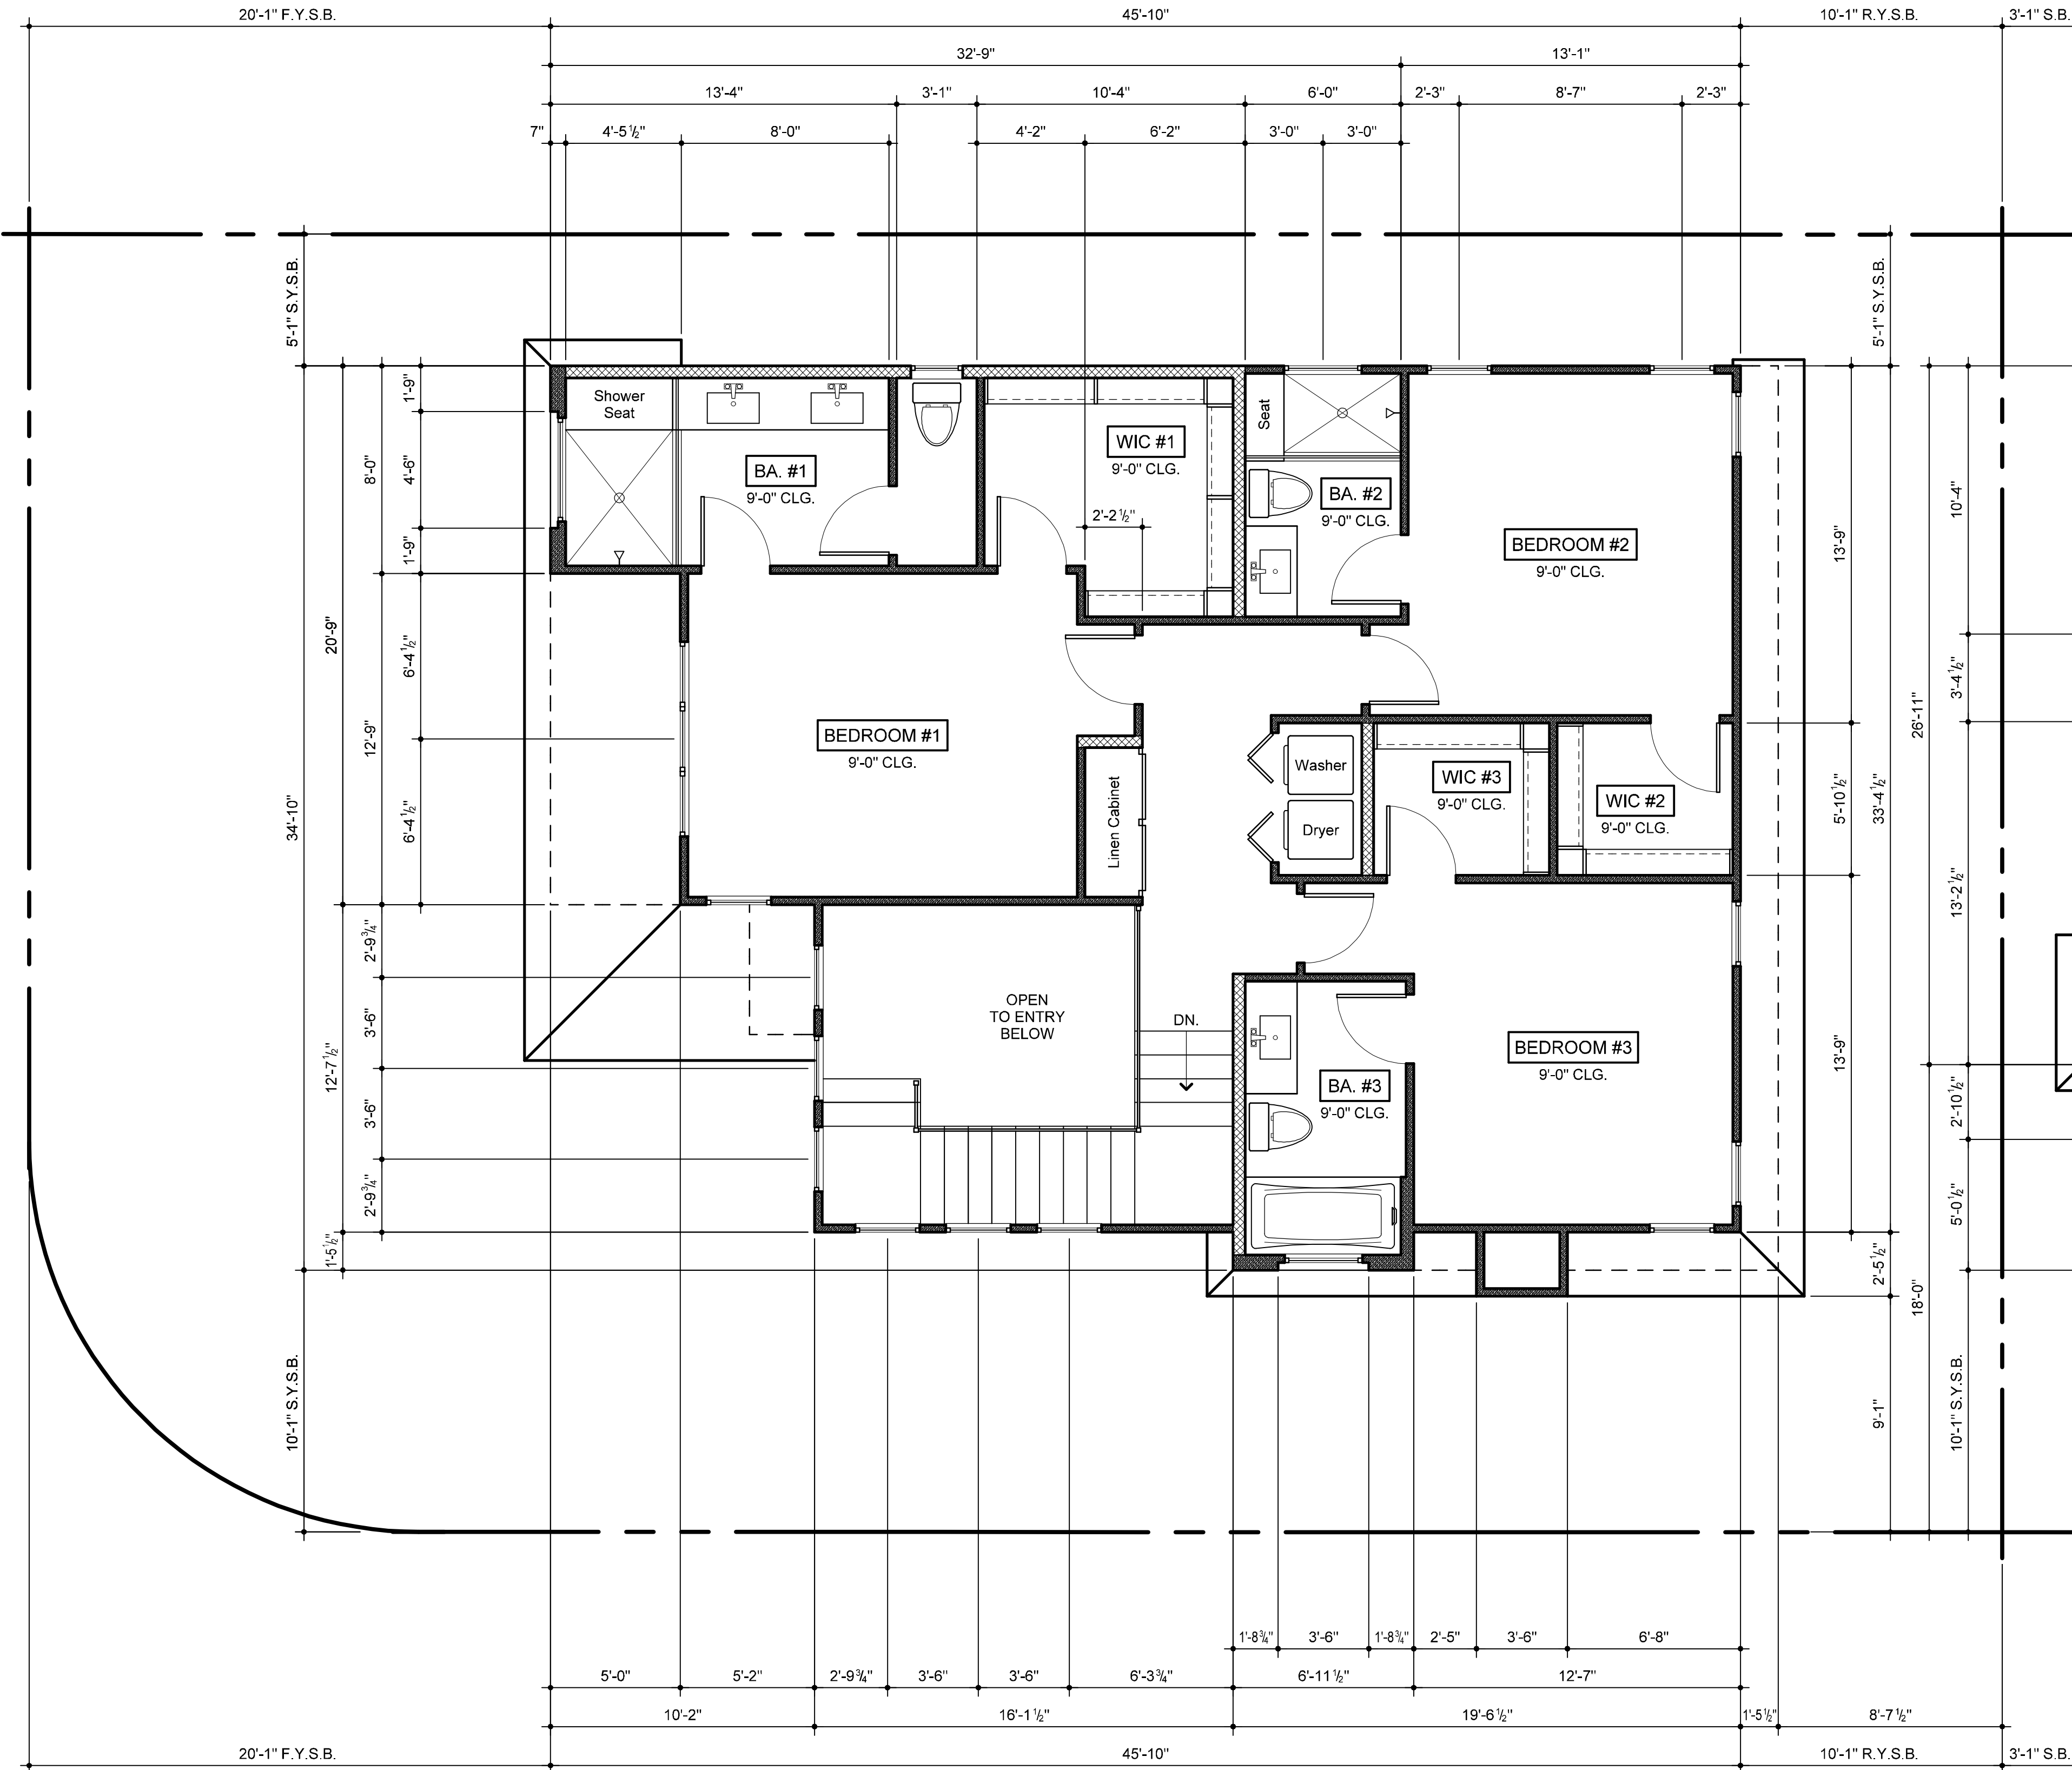 20'-1" F.Y.S.B.
45'-10"
10'-1" R.Y.S.B.
3'-1" S.B.
32'-9"
13'-1"
13'-4"
3'-1"
10'-4"
6'-0"
2'-3"
8'-7"
2'-3"
7"
4'-5½"
8'-0"
4'-2"
6'-2"
3'-0"
3'-0"
5'-1" S.Y.S.B.
5'-1" S.Y.S.B.
34'-10"
20'-9"
12'-7½"
1'-5½"
8'-0"
12'-9"
2'-9¾"
3'-6"
3'-6"
2'-9¾"
1'-9"
4'-6"
1'-9"
6'-4½"
6'-4½"
10'-1" S.Y.S.B.
Shower
Seat
BA. #1
9'-0" CLG.
WIC #1
9'-0" CLG.
2'-2½"
Seat
BA. #2
9'-0" CLG.
BEDROOM #2
9'-0" CLG.
BEDROOM #1
9'-0" CLG.
Linen Cabinet
Washer
Dryer
WIC #3
9'-0" CLG.
WIC #2
9'-0" CLG.
OPEN
TO ENTRY
BELOW
DN.
BA. #3
9'-0" CLG.
BEDROOM #3
9'-0" CLG.
13'-9"
5'-10½"
13'-9"
33'-4½"
2'-5½"
9'-1"
26'-11"
18'-0"
10'-4"
3'-4½"
13'-2½"
2'-10½"
5'-0½"
10'-1" S.Y.S.B.
1'-8¾"
3'-6"
1'-8¾"
2'-5"
3'-6"
6'-8"
5'-0"
5'-2"
2'-9¾"
3'-6"
3'-6"
6'-3¾"
6'-11½"
12'-7"
10'-2"
16'-1½"
19'-6½"
1'-5½"
8'-7½"
20'-1" F.Y.S.B.
45'-10"
10'-1" R.Y.S.B.
3'-1" S.B.